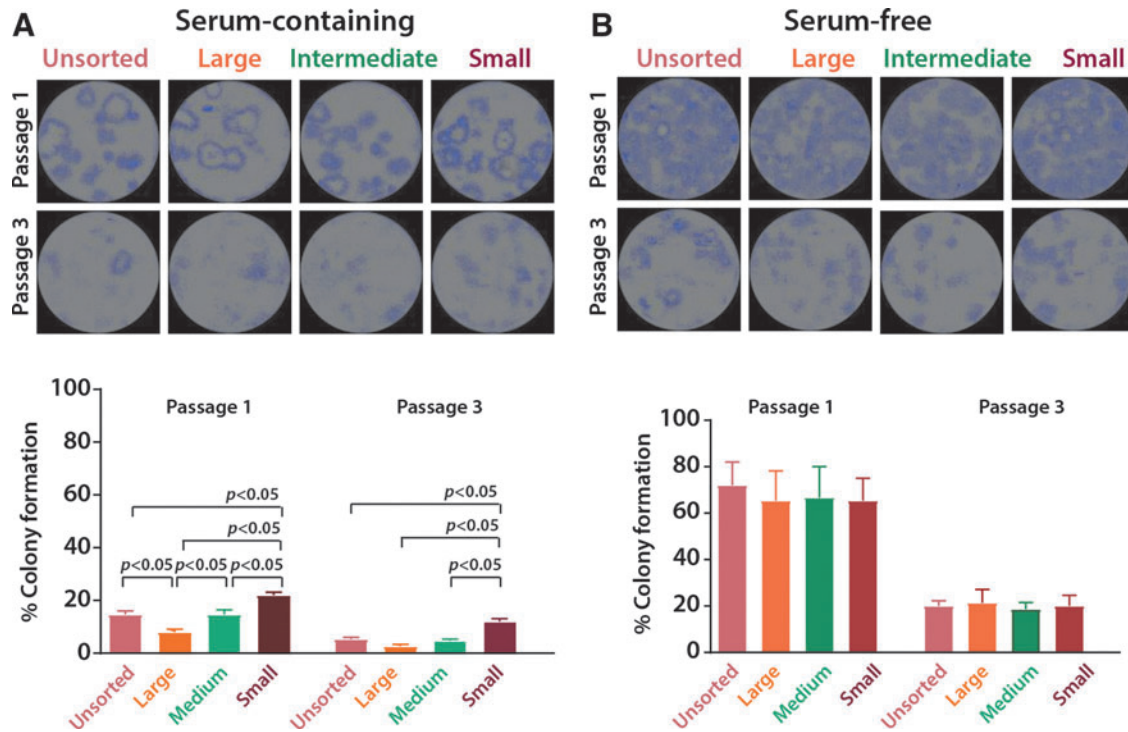 A
Serum-containing
Unsorted Large Intermediate Small
Passage 1
Passage 3
% Colony formation
100
80
60
40
20
0
Passage 1 Passage 3
p<0.05
p<0.05
p<0.05 p<0.05 p<0.05
p<0.05
p<0.05
p<0.05
Unsorted Large Medium Small Unsorted Large Medium Small
B
Serum-free
Unsorted Large Intermediate Small
Passage 1
Passage 3
% Colony formation
100
80
60
40
20
0
Passage 1 Passage 3
Unsorted Large Medium Small Unsorted Large Medium Small